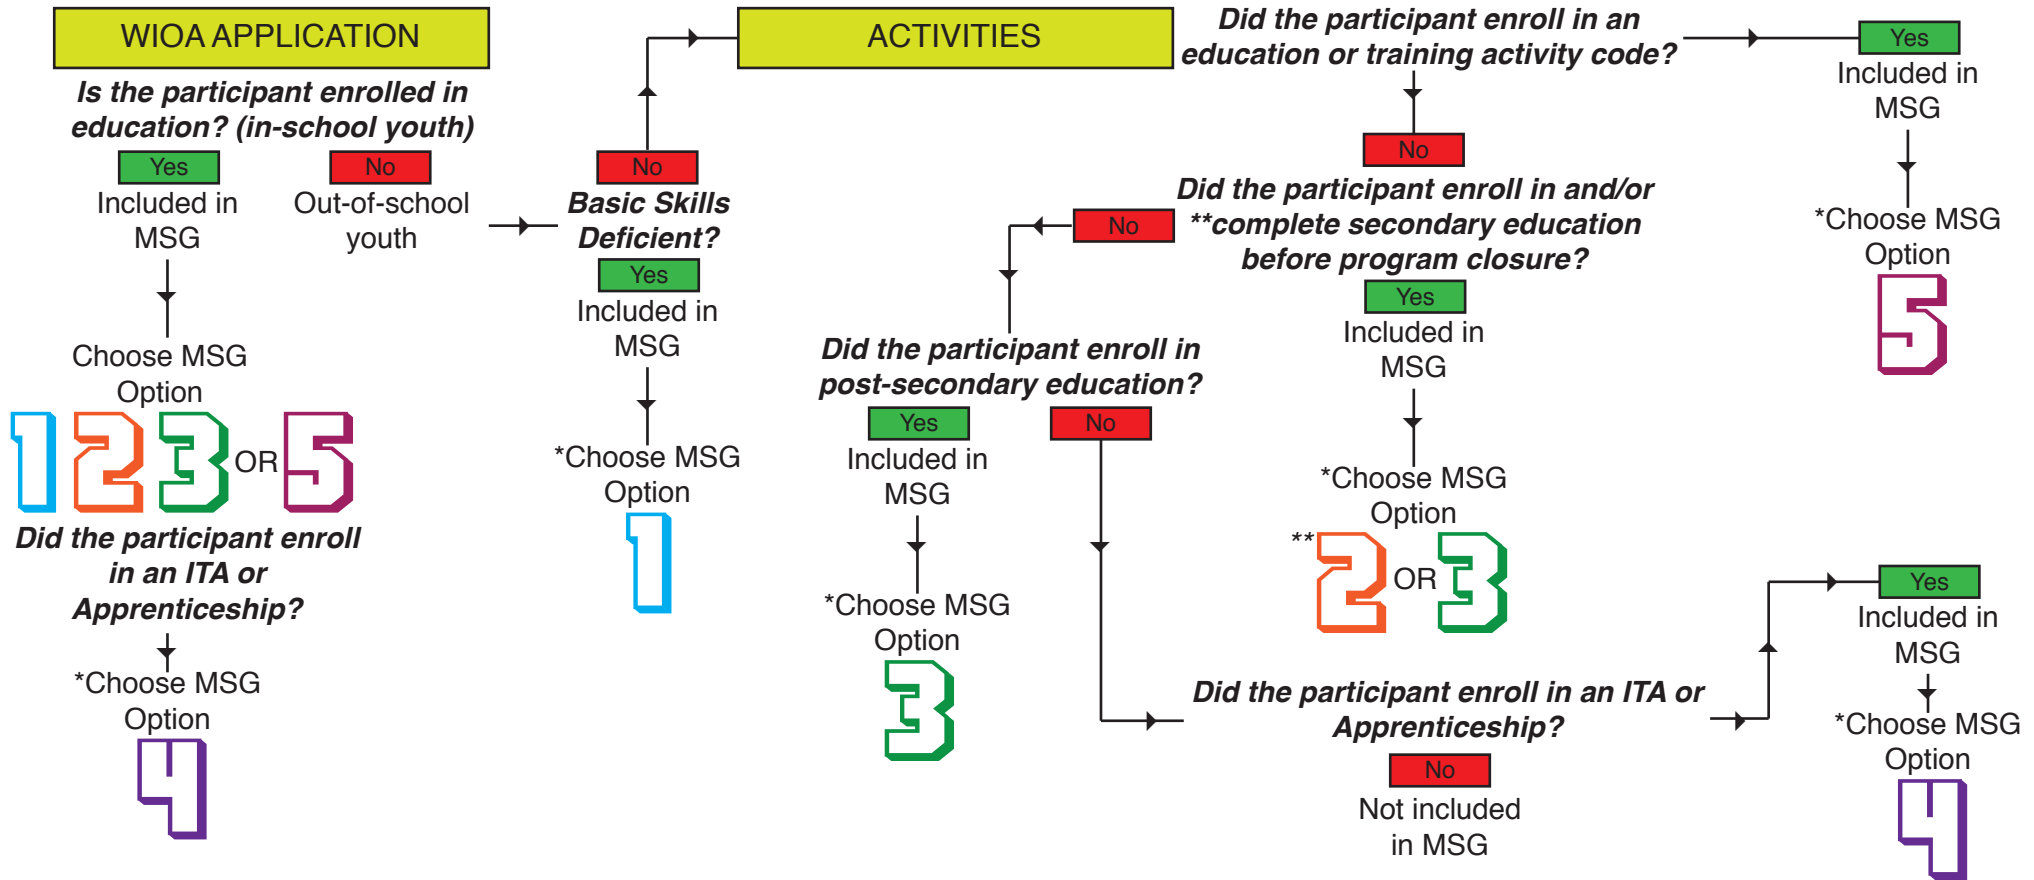 WIOA APPLICATION
Is the participant enrolled in
education? (in-school youth)
Yes
Included in
MSG
Choose MSG
Option
1 2 3 OR 5
Did the participant enroll
in an ITA or
Apprenticeship?
*Choose MSG
Option
4
No
Out-of-school
youth
No
Basic Skills
Deficient?
Yes
Included in
MSG
*Choose MSG
Option
1
ACTIVITIES
Did the participant enroll in an
education or training activity code?
Yes
Included in
MSG
*Choose MSG
Option
5
No
Did the participant enroll in and/or
**complete secondary education
before program closure?
Yes
Included in
MSG
*Choose MSG
Option
**2 OR 3
No
Did the participant enroll in
post-secondary education?
Yes
Included in
MSG
*Choose MSG
Option
3
No
Did the participant enroll in an ITA or
Apprenticeship?
No
Not included
in MSG
Yes
Included in
MSG
*Choose MSG
Option
4